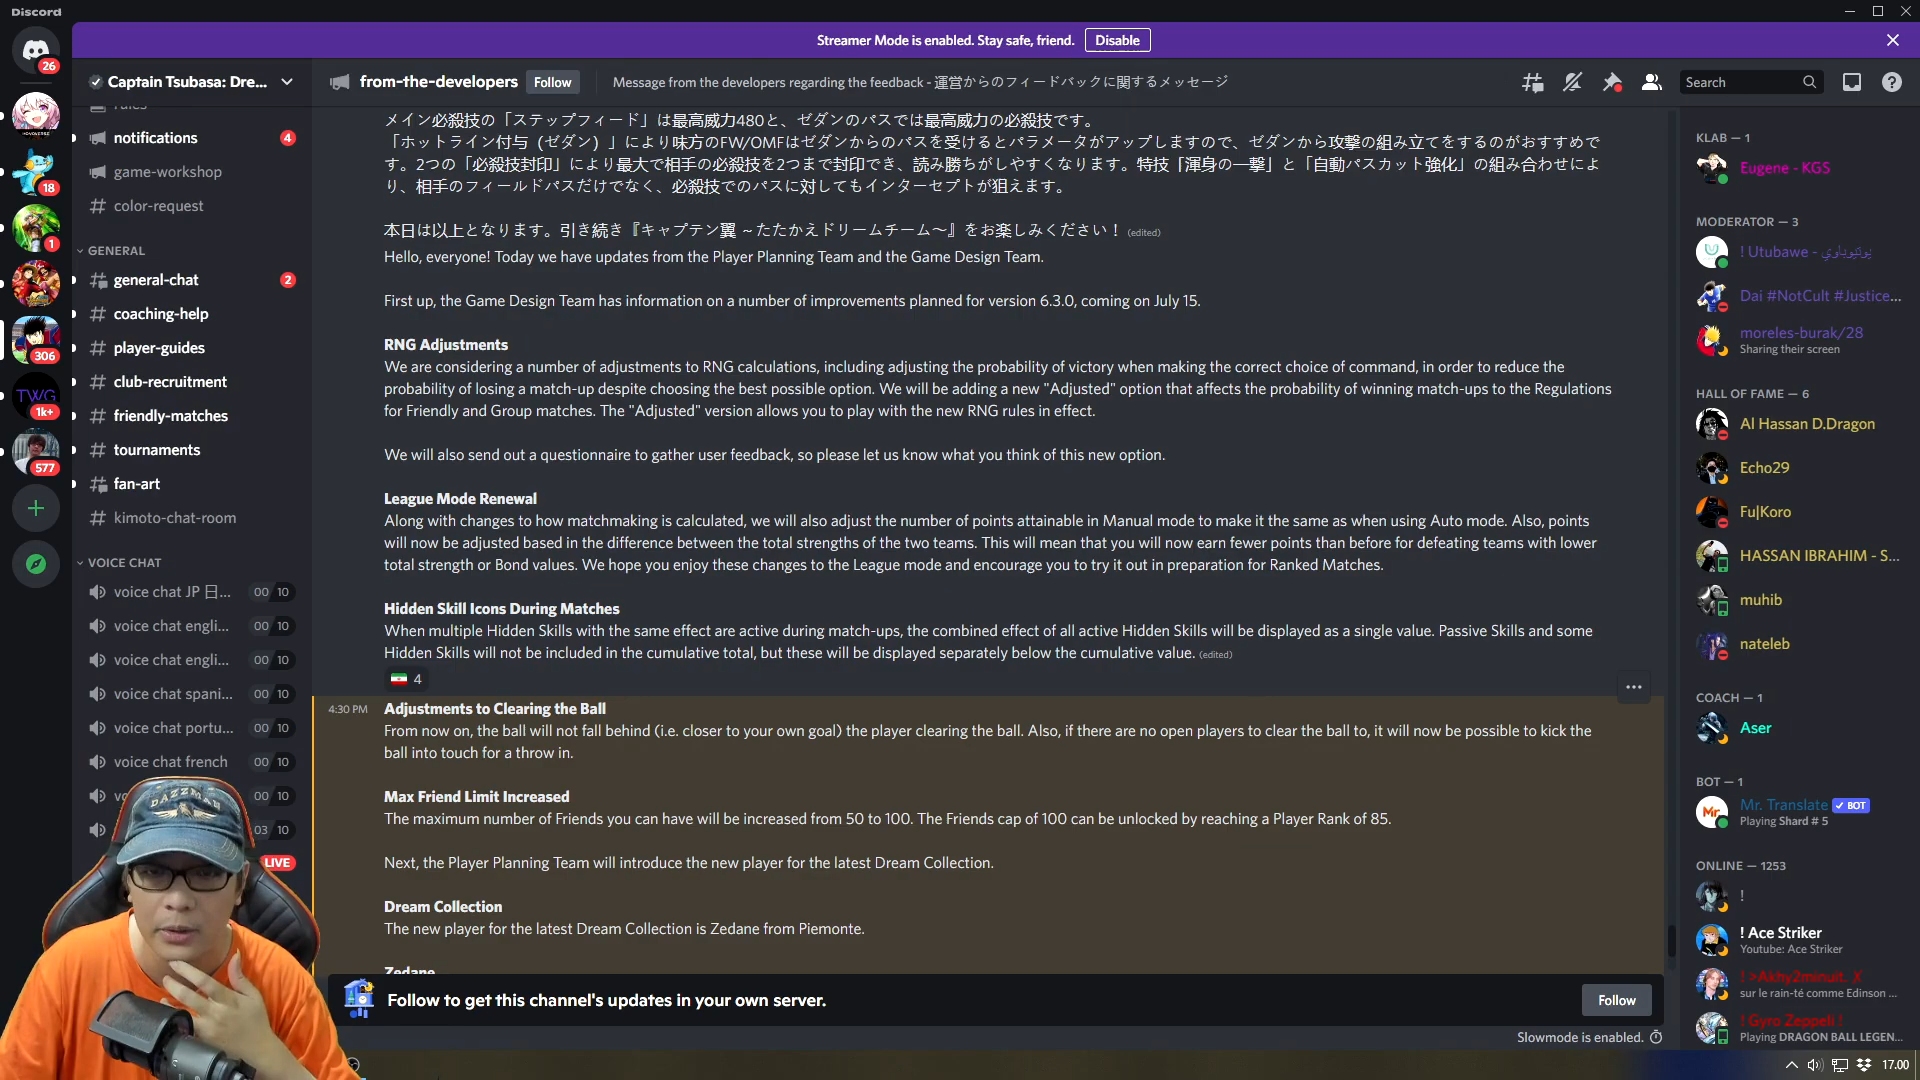 Discord
Streamer Mode is enabled. Stay safe, friend. Disable
26
18
1
306
TWG
1k+
577
Captain Tsubasa: Dre...
rules
notifications 4
game-workshop
color-request
GENERAL
general-chat 2
coaching-help
player-guides
club-recruitment
friendly-matches
tournaments
fan-art
kimoto-chat-room
VOICE CHAT
voice chat JP 日... 00 10
voice chat engli... 00 10
voice chat engli... 00 10
voice chat spani... 00 10
voice chat portu... 00 10
voice chat french 00 10
00 10
03 10
LIVE
DAZZMAN
from-the-developers Follow Message from the developers regarding the feedback - 運営からのフィードバックに関するメッセージ
Search
メイン必殺技の「ステップフィード」は最高威力480と、ゼダンのパスでは最高威力の必殺技です。
「ホットライン付与（ゼダン）」により味方のFW/OMFはゼダンからのパスを受けるとパラメータがアップしますので、ゼダンから攻撃の組み立てをするのがおすすめで
す。2つの「必殺技封印」により最大で相手の必殺技を2つまで封印でき、読み勝ちがしやすくなります。特技「渾身の一撃」と「自動パスカット強化」の組み合わせによ
り、相手のフィールドパスだけでなく、必殺技でのパスに対してもインターセプトが狙えます。
本日は以上となります。引き続き『キャプテン翼 ～たたかえドリームチーム～』をお楽しみください！ (edited)
Hello, everyone! Today we have updates from the Player Planning Team and the Game Design Team.
First up, the Game Design Team has information on a number of improvements planned for version 6.3.0, coming on July 15.
RNG Adjustments
We are considering a number of adjustments to RNG calculations, including adjusting the probability of victory when making the correct choice of command, in order to reduce the
probability of losing a match-up despite choosing the best possible option. We will be adding a new "Adjusted" option that affects the probability of winning match-ups to the Regulations
for Friendly and Group matches. The "Adjusted" version allows you to play with the new RNG rules in effect.
We will also send out a questionnaire to gather user feedback, so please let us know what you think of this new option.
League Mode Renewal
Along with changes to how matchmaking is calculated, we will also adjust the number of points attainable in Manual mode to make it the same as when using Auto mode. Also, points
will now be adjusted based in the difference between the total strengths of the two teams. This will mean that you will now earn fewer points than before for defeating teams with lower
total strength or Bond values. We hope you enjoy these changes to the League mode and encourage you to try it out in preparation for Ranked Matches.
Hidden Skill Icons During Matches
When multiple Hidden Skills with the same effect are active during match-ups, the combined effect of all active Hidden Skills will be displayed as a single value. Passive Skills and some
Hidden Skills will not be included in the cumulative total, but these will be displayed separately below the cumulative value. (edited)
4
4:30 PM Adjustments to Clearing the Ball
From now on, the ball will not fall behind (i.e. closer to your own goal) the player clearing the ball. Also, if there are no open players to clear the ball to, it will now be possible to kick the
ball into touch for a throw in.
Max Friend Limit Increased
The maximum number of Friends you can have will be increased from 50 to 100. The Friends cap of 100 can be unlocked by reaching a Player Rank of 85.
Next, the Player Planning Team will introduce the new player for the latest Dream Collection.
Dream Collection
The new player for the latest Dream Collection is Zedane from Piemonte.
Zedane
Follow to get this channel's updates in your own server. Follow
Slowmode is enabled.
KLAB — 1
Eugene - KGS
MODERATOR — 3
! Utubawe - يوتيوباوي
Dai #NotCult #Justice...
moreles-burak/28
Sharing their screen
HALL OF FAME — 6
Al Hassan D.Dragon
Echo29
Fu|Koro
HASSAN IBRAHIM - S...
muhib
nateleb
COACH — 1
Aser
BOT — 1
Mr. Translate BOT
Playing Shard # 5
ONLINE — 1253
!
! Ace Striker
Youtube: Ace Striker
! >Akhy2minuit. X
sur le rain-té comme Edinson ...
! Gyro Zeppeli !
Playing DRAGON BALL LEGEN...
17.00